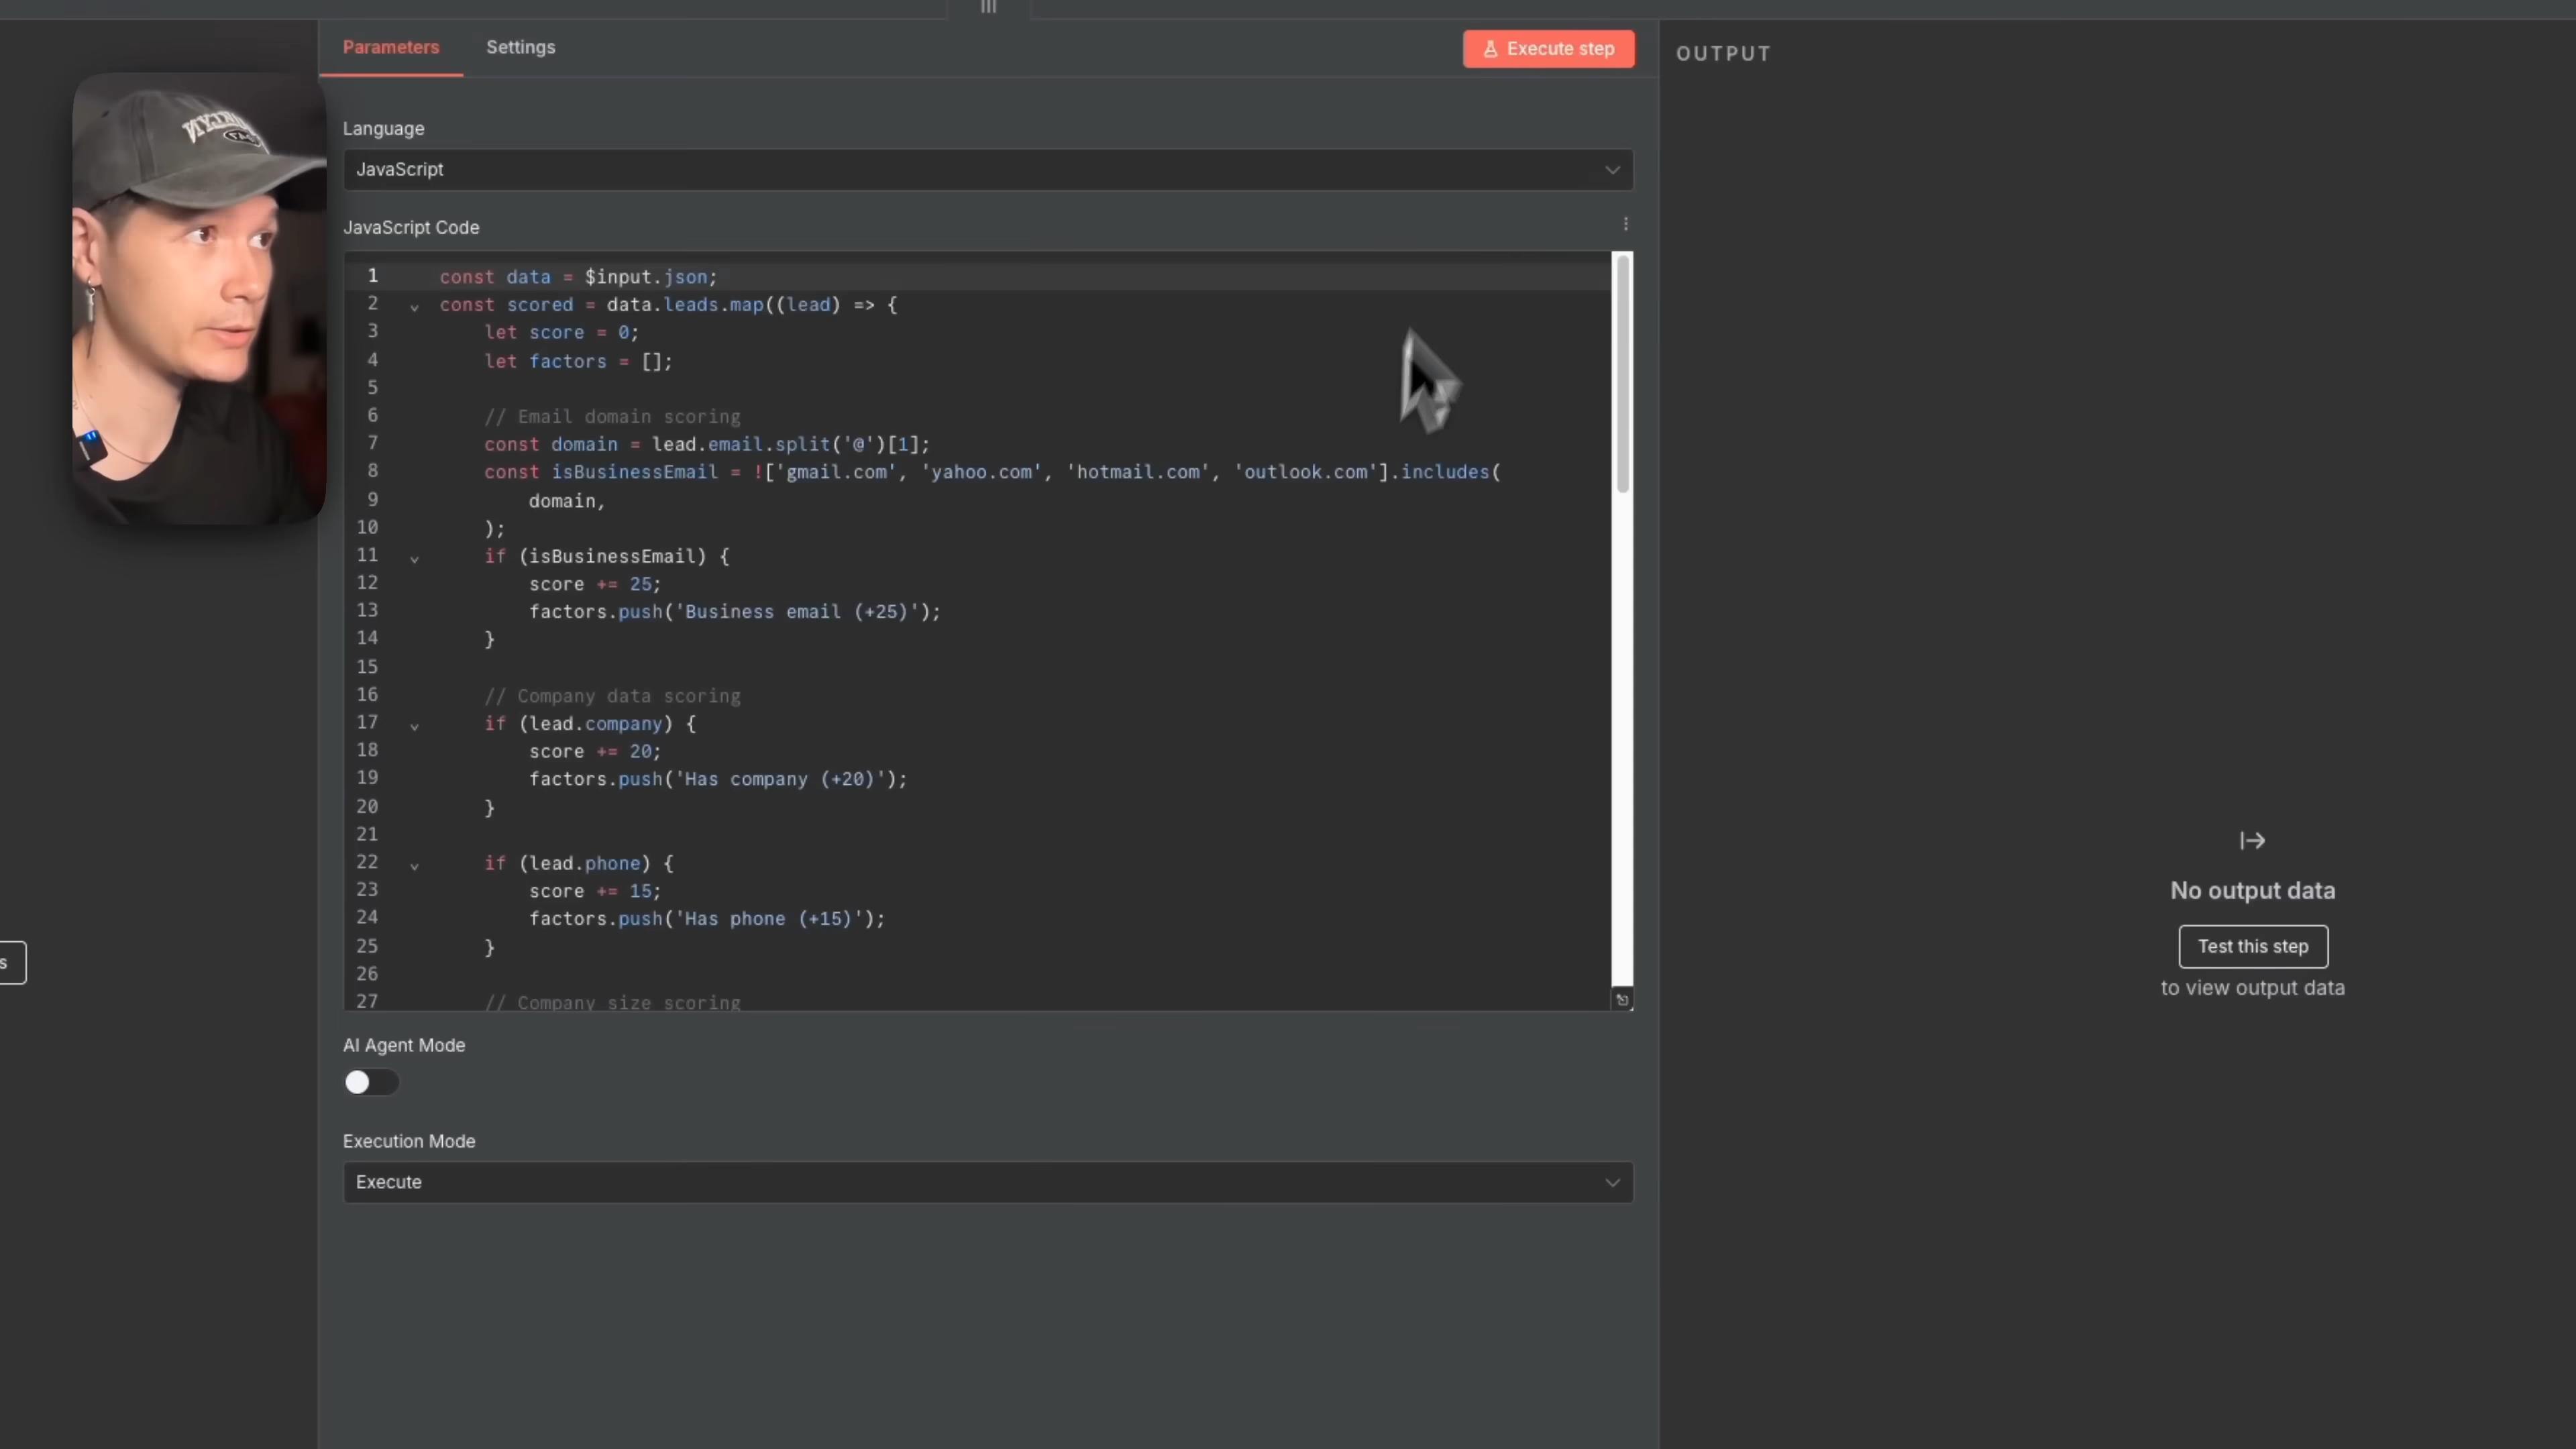 Parameters
Settings
Execute step
OUTPUT
Language
JavaScript
JavaScript Code
1 const data = $input.json;
2 const scored = data.leads.map((lead) => {
3 let score = 0;
4 let factors = [];
5
6 // Email domain scoring
7 const domain = lead.email.split('@')[1];
8 const isBusinessEmail = !['gmail.com', 'yahoo.com', 'hotmail.com', 'outlook.com'].includes(
9 domain,
10 );
11 if (isBusinessEmail) {
12 score += 25;
13 factors.push('Business email (+25)');
14 }
15
16 // Company data scoring
17 if (lead.company) {
18 score += 20;
19 factors.push('Has company (+20)');
20 }
21
22 if (lead.phone) {
23 score += 15;
24 factors.push('Has phone (+15)');
25 }
26
27 // Company size scoring
s
No output data
Test this step
to view output data
AI Agent Mode
Execution Mode
Execute